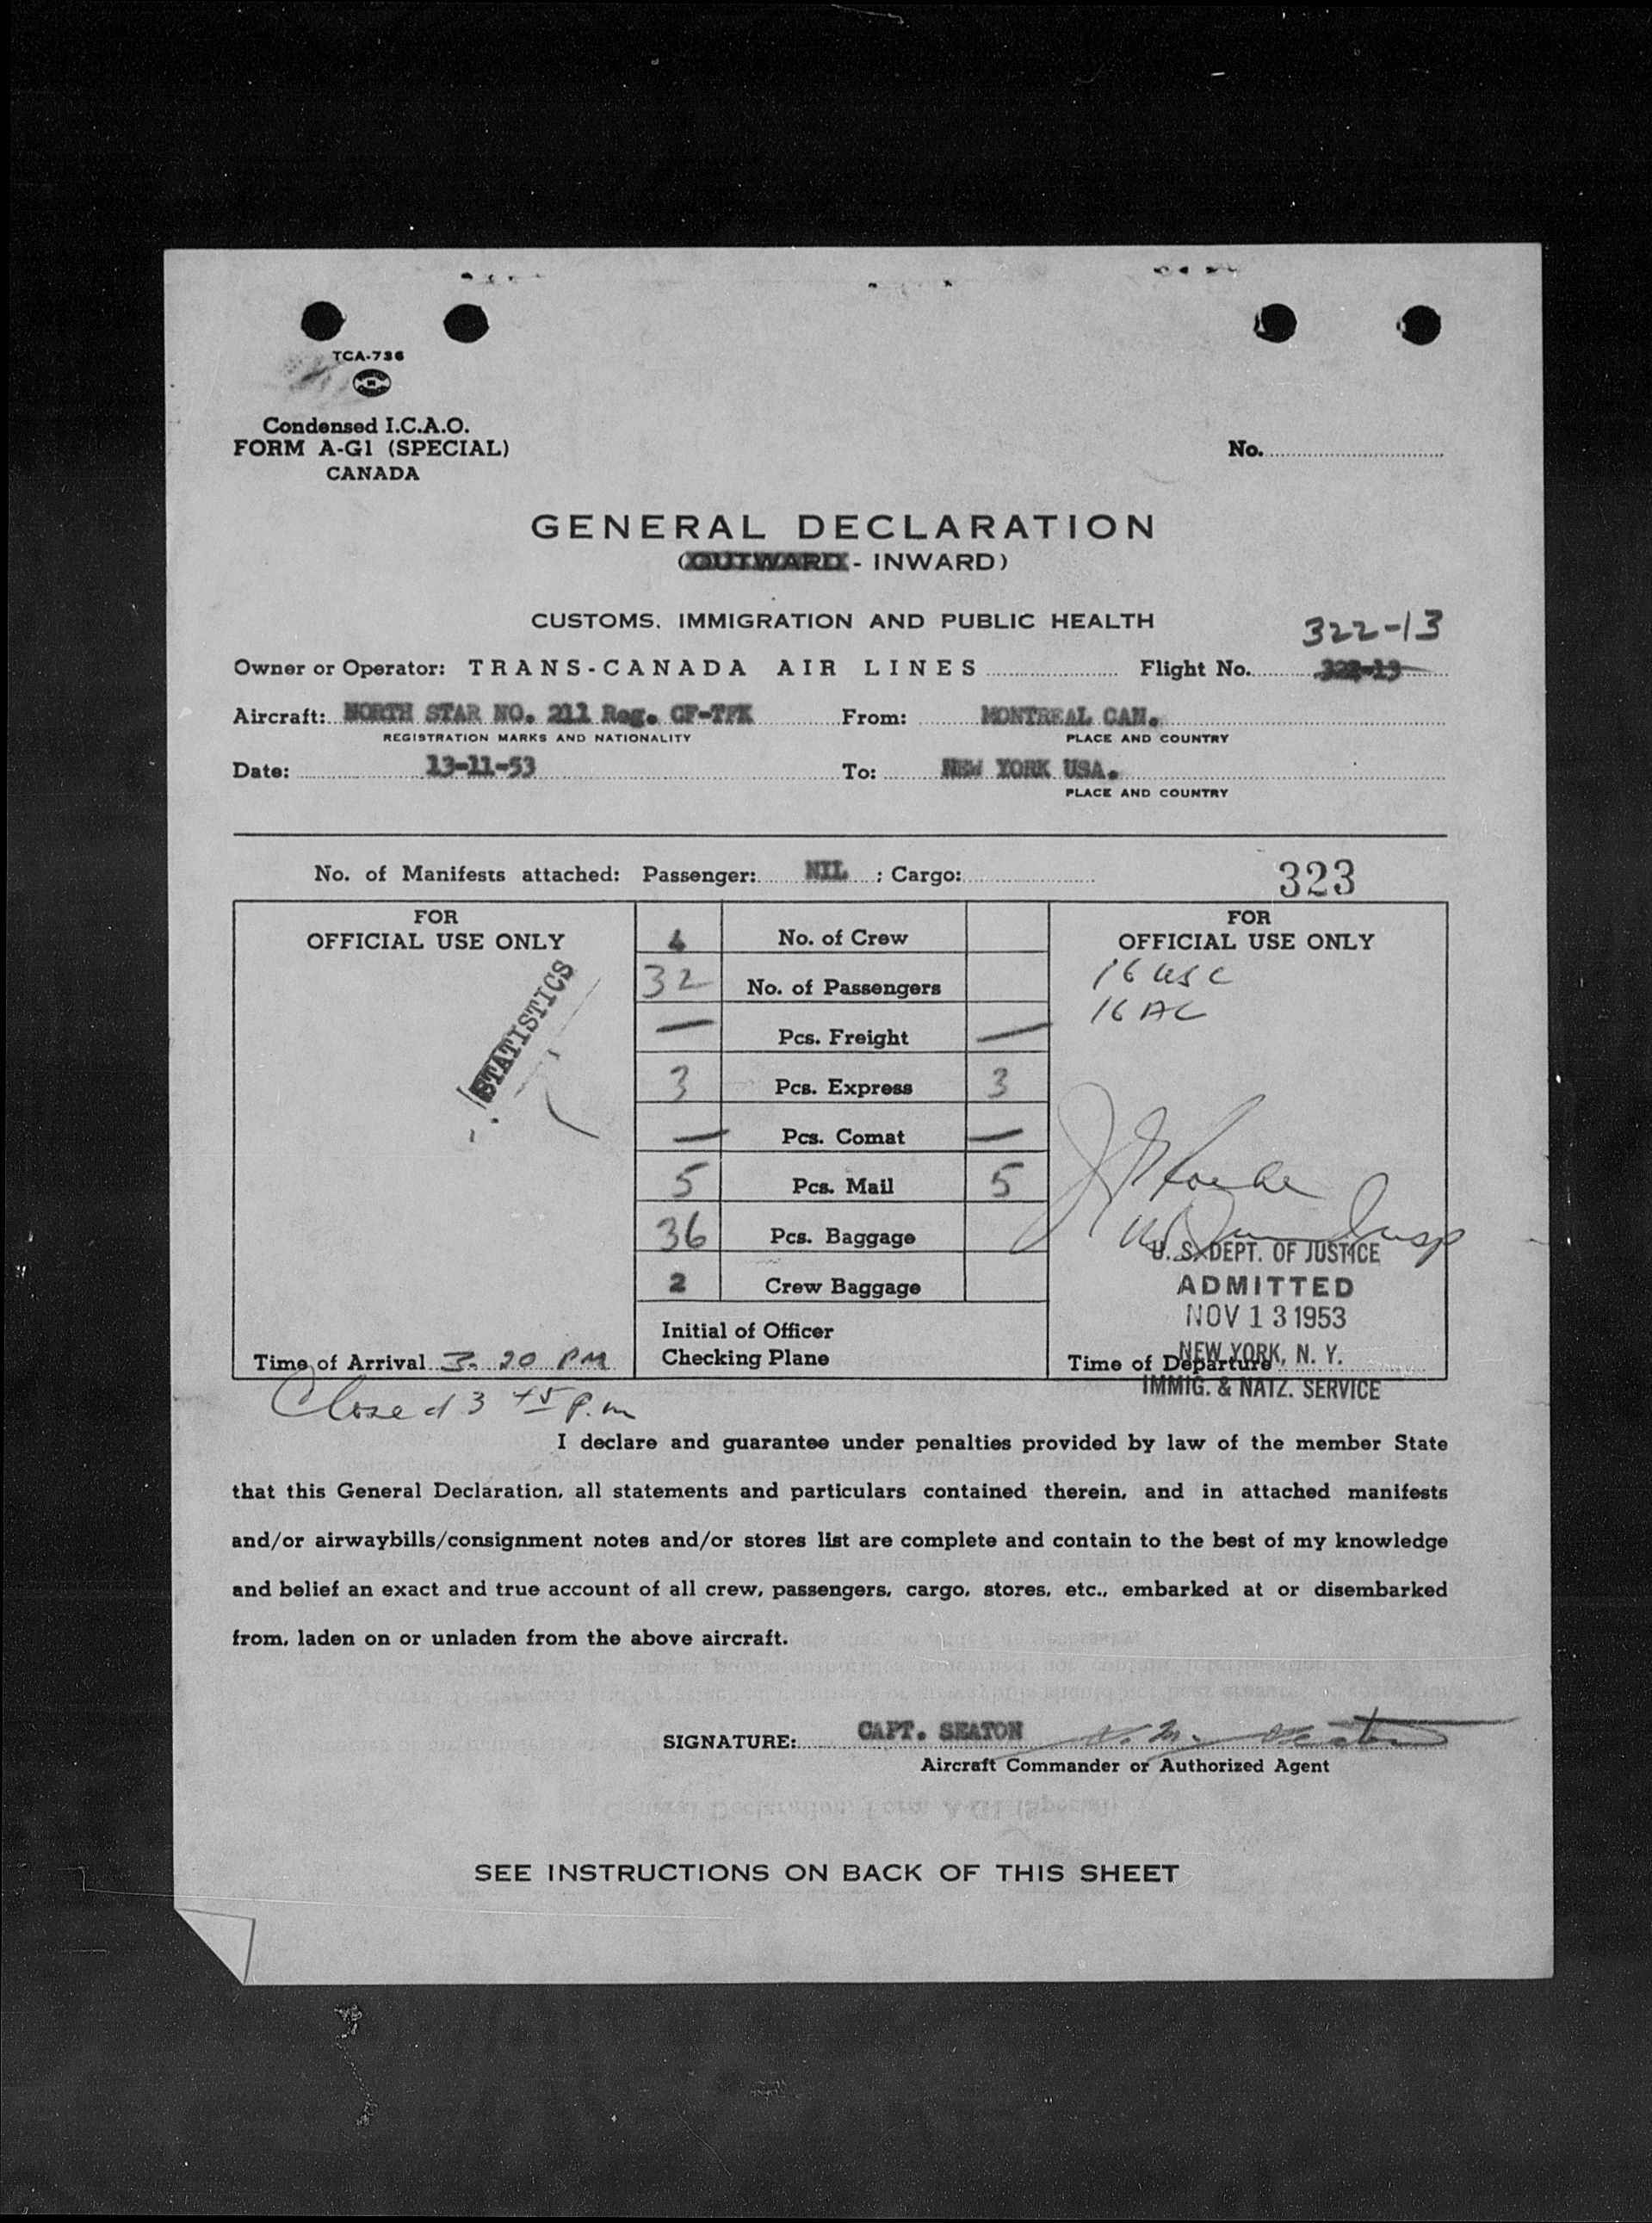 TCA-736
Condensed I.C.A.O.
FORM A-G1 (SPECIAL)
CANADA
No.
GENERAL DECLARATION
(OUTWARD - INWARD)
CUSTOMS, IMMIGRATION AND PUBLIC HEALTH
322-13
Owner or Operator: TRANS-CANADA AIR LINES Flight No. 322-13
Aircraft: NORTH STAR NO. 211 Reg. CF-TFK From: MONTREAL CAN.
REGISTRATION MARKS AND NATIONALITY PLACE AND COUNTRY
Date: 13-11-53 To: NEW YORK USA.
PLACE AND COUNTRY
No. of Manifests attached: Passenger: NIL ; Cargo: 323
FOR OFFICIAL USE ONLY
STATISTICS
Time of Arrival 3.20 PM
No. of Crew
32 No. of Passengers
— Pcs. Freight —
3 Pcs. Express 3
— Pcs. Comat —
5 Pcs. Mail 5
36 Pcs. Baggage
2 Crew Baggage
Initial of Officer
Checking Plane
FOR OFFICIAL USE ONLY
16 USC
16 AC
U. S. DEPT. OF JUSTICE
ADMITTED
NOV 13 1953
NEW YORK, N. Y.
IMMIG. & NATZ. SERVICE
Time of Departure
Closed 3 45 P.m
I declare and guarantee under penalties provided by law of the member State
that this General Declaration, all statements and particulars contained therein, and in attached manifests
and/or airwaybills/consignment notes and/or stores list are complete and contain to the best of my knowledge
and belief an exact and true account of all crew, passengers, cargo, stores, etc., embarked at or disembarked
from, laden on or unladen from the above aircraft.
SIGNATURE: CAPT. SEATON
Aircraft Commander or Authorized Agent
SEE INSTRUCTIONS ON BACK OF THIS SHEET